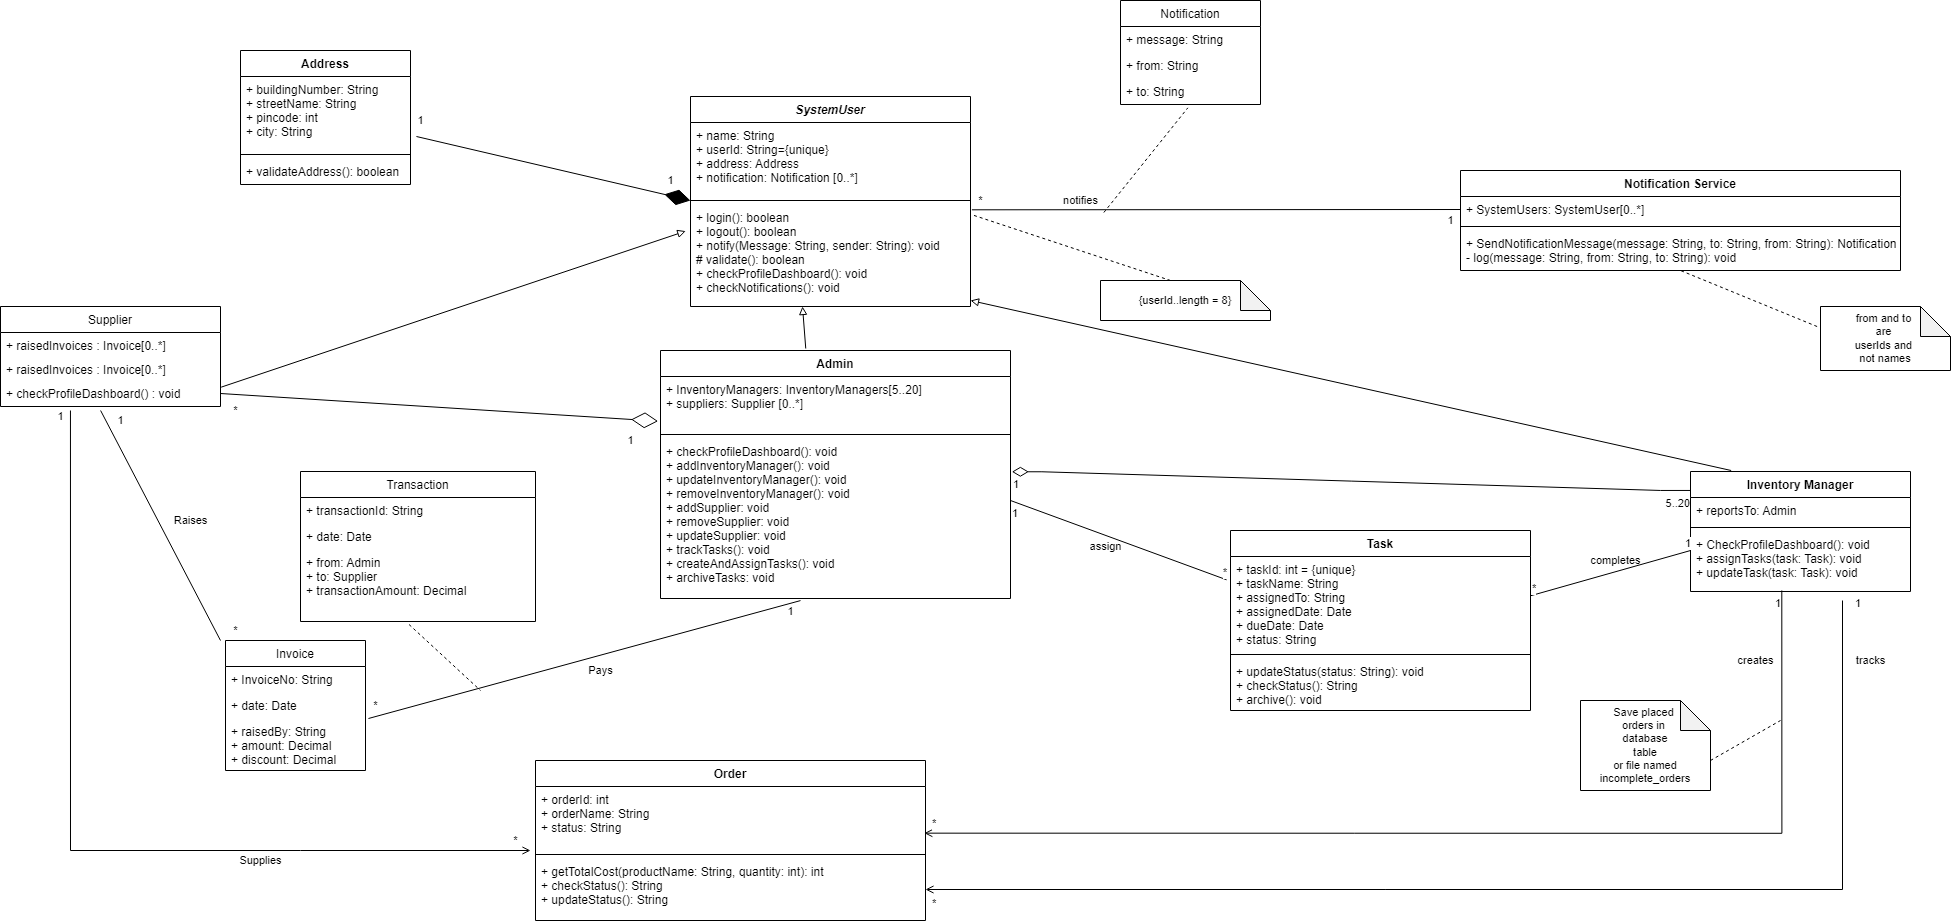 Notification
+ message: String
+ from: String
+ to: String
Address
+ buildingNumber: String
+ streetName: String
+ pincode: int
+ city: String
+ validateAddress(): boolean
1
1
SystemUser
+ name: String
+ userId: String={unique}
+ address: Address
+ notification: Notification [0..*]
+ login(): boolean
+ logout(): boolean
+ notify(Message: String, sender: String): void
# validate(): boolean
+ checkProfileDashboard(): void
+ checkNotifications(): void
*
notifies
1
Notification Service
+ SystemUsers: SystemUser[0..*]
+ SendNotificationMessage(message: String, to: String, from: String): Notification
- log(message: String, from: String, to: String): void
{userId..length = 8}
from and to
are
userIds and
not names
Supplier
+ raisedInvoices : Invoice[0..*]
+ raisedInvoices : Invoice[0..*]
+ checkProfileDashboard() : void
*
1
1
1
Admin
+ InventoryManagers: InventoryManagers[5..20]
+ suppliers: Supplier [0..*]
+ checkProfileDashboard(): void
+ addInventoryManager(): void
+ updateInventoryManager(): void
+ removeInventoryManager(): void
+ addSupplier: void
+ removeSupplier: void
+ updateSupplier: void
+ trackTasks(): void
+ createAndAssignTasks(): void
+ archiveTasks: void
1
5..20
1
assign
*
Inventory Manager
+ reportsTo: Admin
+ CheckProfileDashboard(): void
+ assignTasks(task: Task): void
+ updateTask(task: Task): void
1
completes
*
Task
+ taskId: int = {unique}
+ taskName: String
+ assignedTo: String
+ assignedDate: Date
+ dueDate: Date
+ status: String
+ updateStatus(status: String): void
+ checkStatus(): String
+ archive(): void
Transaction
+ transactionId: String
+ date: Date
+ from: Admin
+ to: Supplier
+ transactionAmount: Decimal
Raises
*
1
Pays
*
Invoice
+ InvoiceNo: String
+ date: Date
+ raisedBy: String
+ amount: Decimal
+ discount: Decimal
1
1
creates
tracks
Save placed
orders in
database
table
or file named
incomplete_orders
Order
+ orderId: int
+ orderName: String
+ status: String
+ getTotalCost(productName: String, quantity: int): int
+ checkStatus(): String
+ updateStatus(): String
*
*
*
Supplies